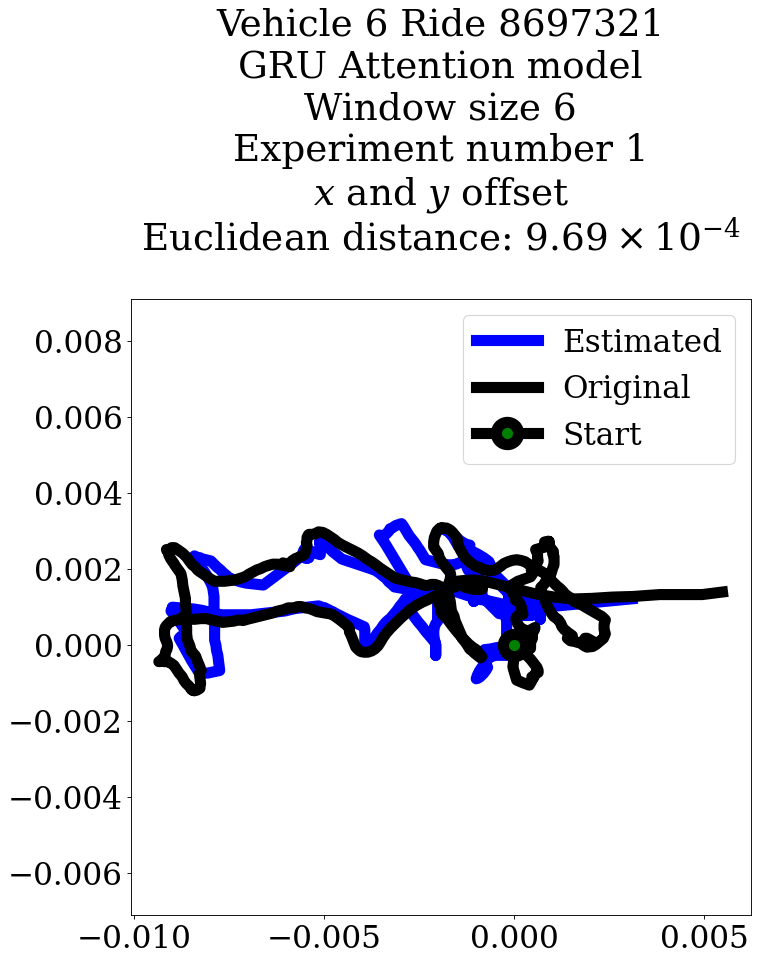 Vehicle 6 Ride 8697321
GRU Attention model
Window size 6
Experiment number 1
x and y offset
Euclidean distance: 9.69 × 10⁻⁴
Estimated
Original
Start
0.008
0.006
0.004
0.002
0.000
−0.002
−0.004
−0.006
−0.010 −0.005 0.000 0.005